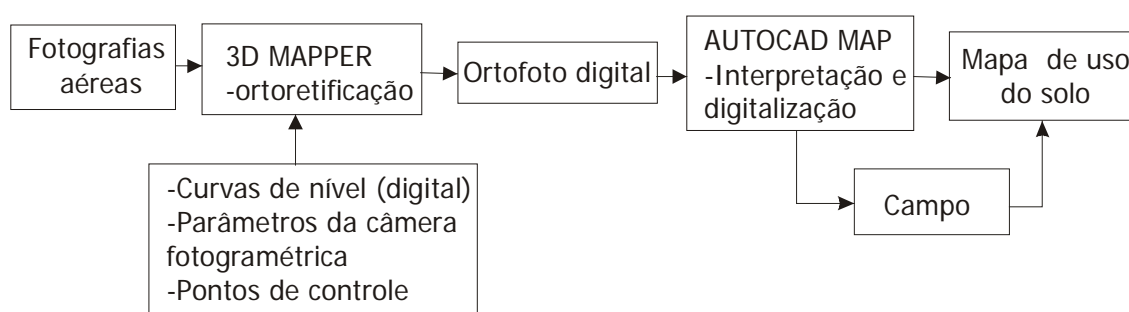 Fotografias
aéreas
3D MAPPER
-ortoretificação
Ortofoto digital
AUTOCAD MAP
-Interpretação e
digitalização
Mapa de uso
do solo
-Curvas de nível (digital)
-Parâmetros da câmera
fotogramétrica
-Pontos de controle
Campo